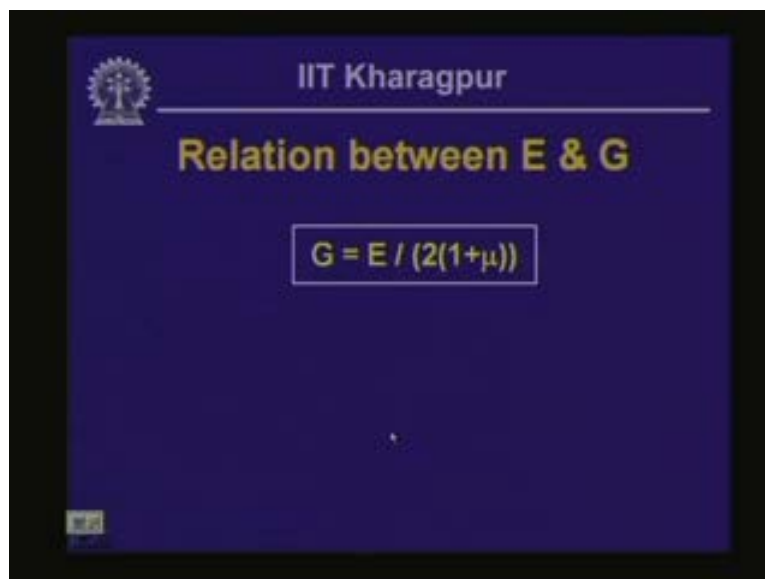 IIT Kharagpur
Relation between E & G
G = E / (2(1+μ))